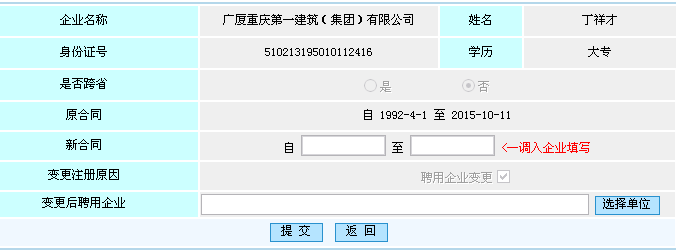 企业名称 广厦重庆第一建筑（集团）有限公司 姓名 丁祥才
身份证号 510213195010112416 学历 大专
是否跨省 是 否
原合同 自 1992-4-1 至 2015-10-11
新合同 自 至 <--调入企业填写
变更注册原因 聘用企业变更
变更后聘用企业 选择单位
提 交 返 回